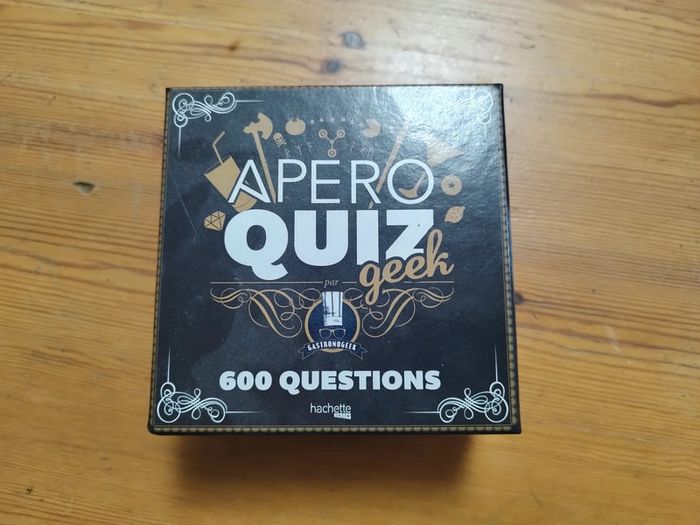 APERO
QUIZ
geek
par
GASTRONOGEEK
600 QUESTIONS
hachette